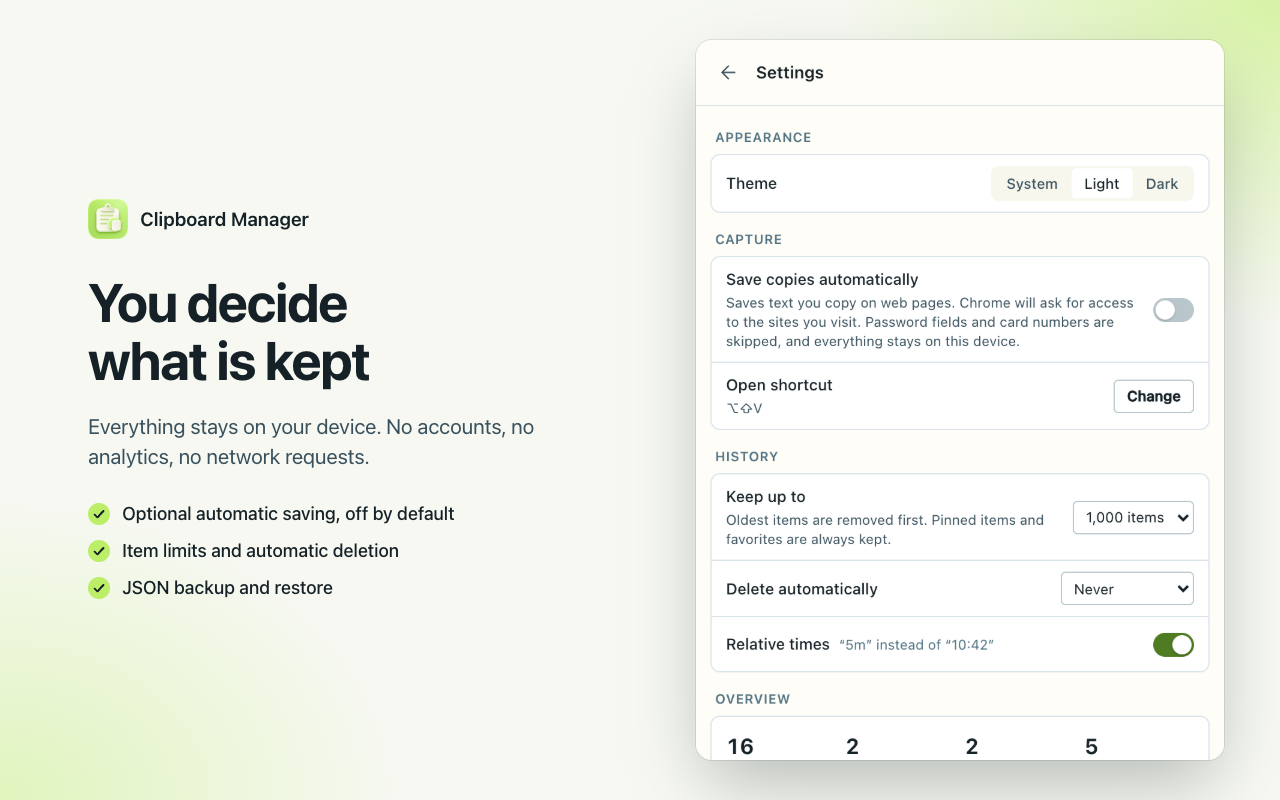 Clipboard Manager
You decide
what is kept
Everything stays on your device. No accounts, no
analytics, no network requests.
Optional automatic saving, off by default
Item limits and automatic deletion
JSON backup and restore
Settings
APPEARANCE
Theme
System Light Dark
CAPTURE
Save copies automatically
Saves text you copy on web pages. Chrome will ask for access
to the sites you visit. Password fields and card numbers are
skipped, and everything stays on this device.
Open shortcut
⌥⇧V
Change
HISTORY
Keep up to
Oldest items are removed first. Pinned items and
favorites are always kept.
1,000 items
Delete automatically
Never
Relative times “5m” instead of “10:42”
OVERVIEW
16 2 2 5